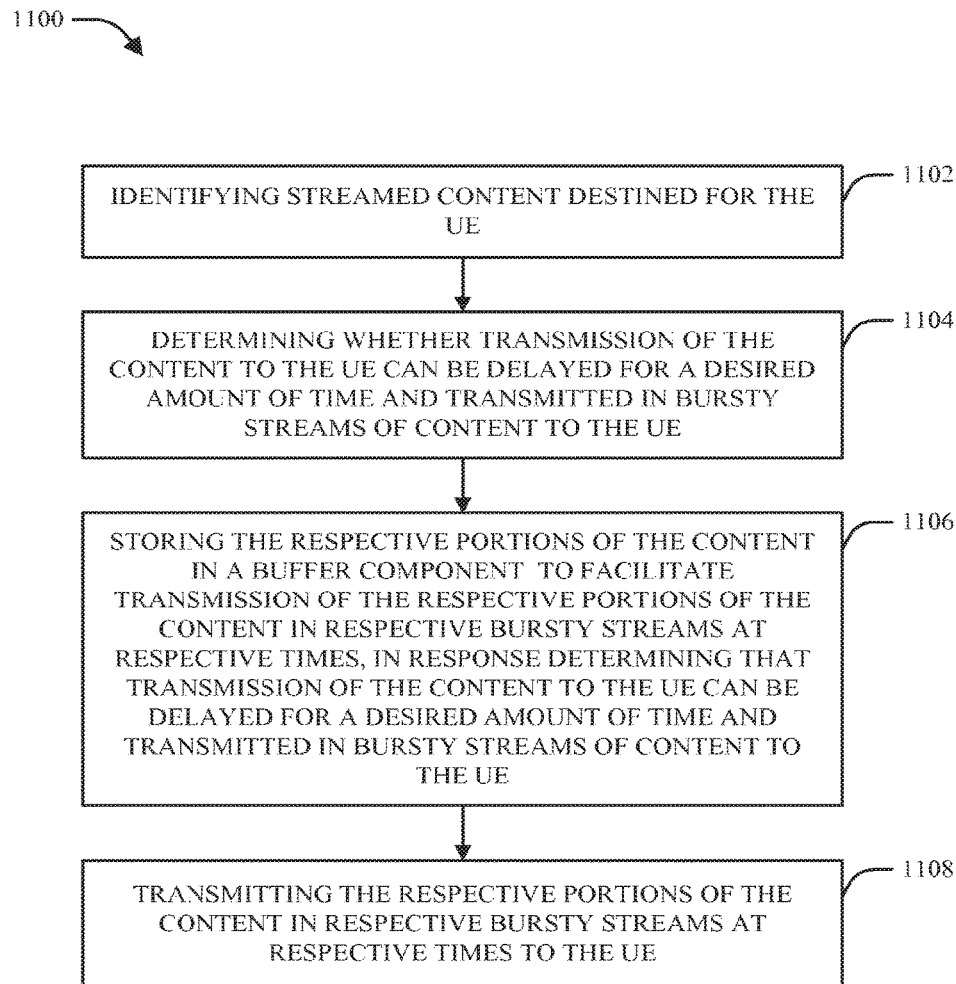 1100
1102
IDENTIFYING STREAMED CONTENT DESTINED FOR THE
UE
1104
DETERMINING WHETHER TRANSMISSION OF THE
CONTENT TO THE UE CAN BE DELAYED FOR A DESIRED
AMOUNT OF TIME AND TRANSMITTED IN BURSTY
STREAMS OF CONTENT TO THE UE
1106
STORING THE RESPECTIVE PORTIONS OF THE CONTENT
IN A BUFFER COMPONENT TO FACILITATE
TRANSMISSION OF THE RESPECTIVE PORTIONS OF THE
CONTENT IN RESPECTIVE BURSTY STREAMS AT
RESPECTIVE TIMES, IN RESPONSE DETERMINING THAT
TRANSMISSION OF THE CONTENT TO THE UE CAN BE
DELAYED FOR A DESIRED AMOUNT OF TIME AND
TRANSMITTED IN BURSTY STREAMS OF CONTENT TO
THE UE
1108
TRANSMITTING THE RESPECTIVE PORTIONS OF THE
CONTENT IN RESPECTIVE BURSTY STREAMS AT
RESPECTIVE TIMES TO THE UE